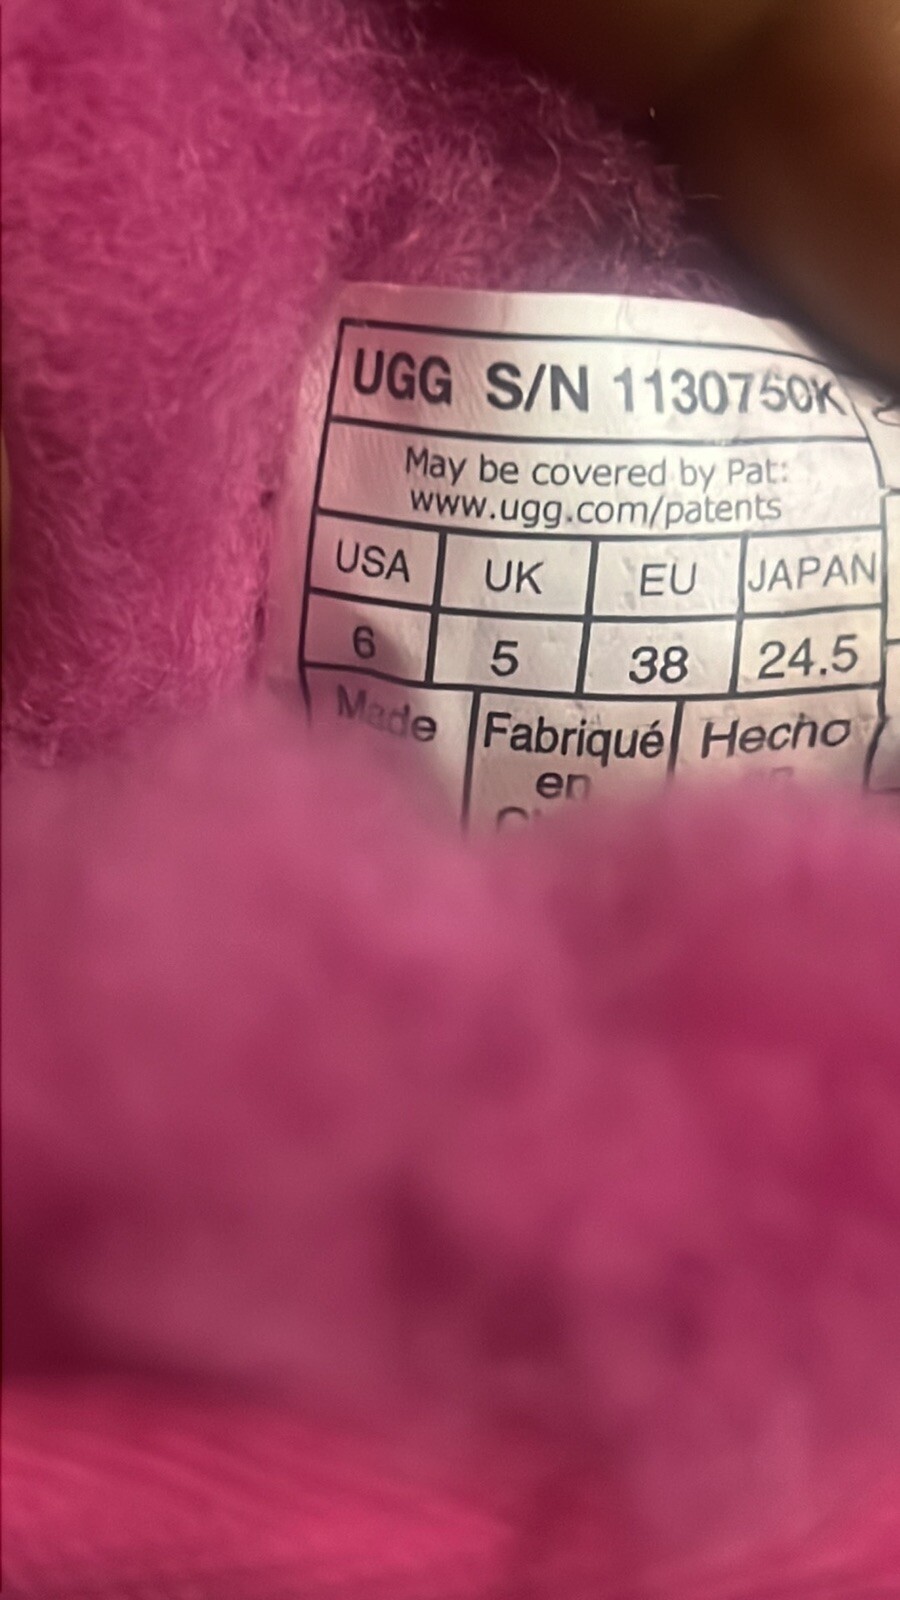 UGG S/N 1130750K
May be covered by Pat:
www.ugg.com/patents
USA UK EU JAPAN
6 5 38 24.5
Made Fabriqué Hecho
en